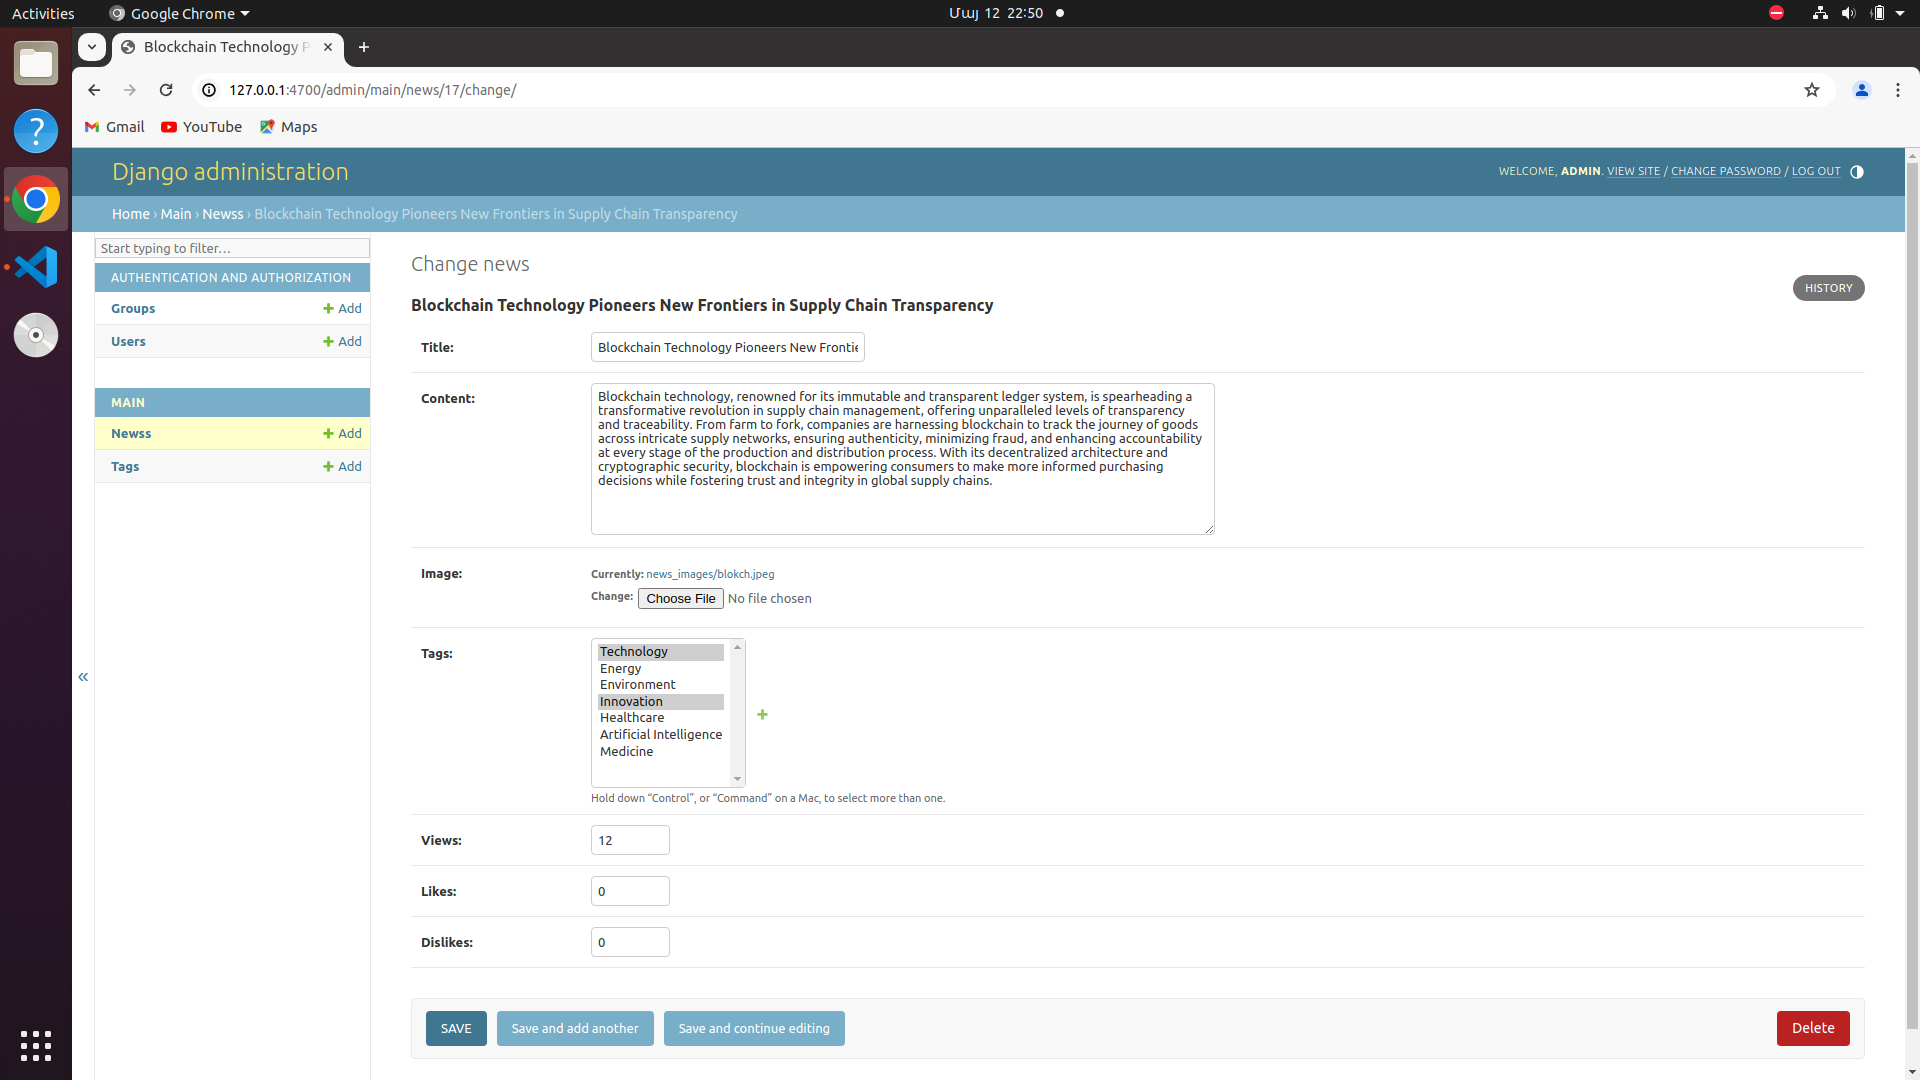 Activities
Google Chrome
Մայ 12 22:50
Blockchain Technology P
127.0.0.1:4700/admin/main/news/17/change/
Gmail
YouTube
Maps
Django administration
WELCOME, ADMIN. VIEW SITE / CHANGE PASSWORD / LOG OUT
Home › Main › Newss › Blockchain Technology Pioneers New Frontiers in Supply Chain Transparency
Start typing to filter...
AUTHENTICATION AND AUTHORIZATION
Groups
Add
Users
Add
MAIN
Newss
Add
Tags
Add
«
Change news
HISTORY
Blockchain Technology Pioneers New Frontiers in Supply Chain Transparency
Title:
Blockchain Technology Pioneers New Frontie
Content:
Blockchain technology, renowned for its immutable and transparent ledger system, is spearheading a
transformative revolution in supply chain management, offering unparalleled levels of transparency
and traceability. From farm to fork, companies are harnessing blockchain to track the journey of goods
across intricate supply networks, ensuring authenticity, minimizing fraud, and enhancing accountability
at every stage of the production and distribution process. With its decentralized architecture and
cryptographic security, blockchain is empowering consumers to make more informed purchasing
decisions while fostering trust and integrity in global supply chains.
Image:
Currently: news_images/blokch.jpeg
Change: Choose File No file chosen
Tags:
Technology
Energy
Environment
Innovation
Healthcare
Artificial Intelligence
Medicine
Hold down “Control”, or “Command” on a Mac, to select more than one.
Views:
12
Likes:
0
Dislikes:
0
SAVE
Save and add another
Save and continue editing
Delete